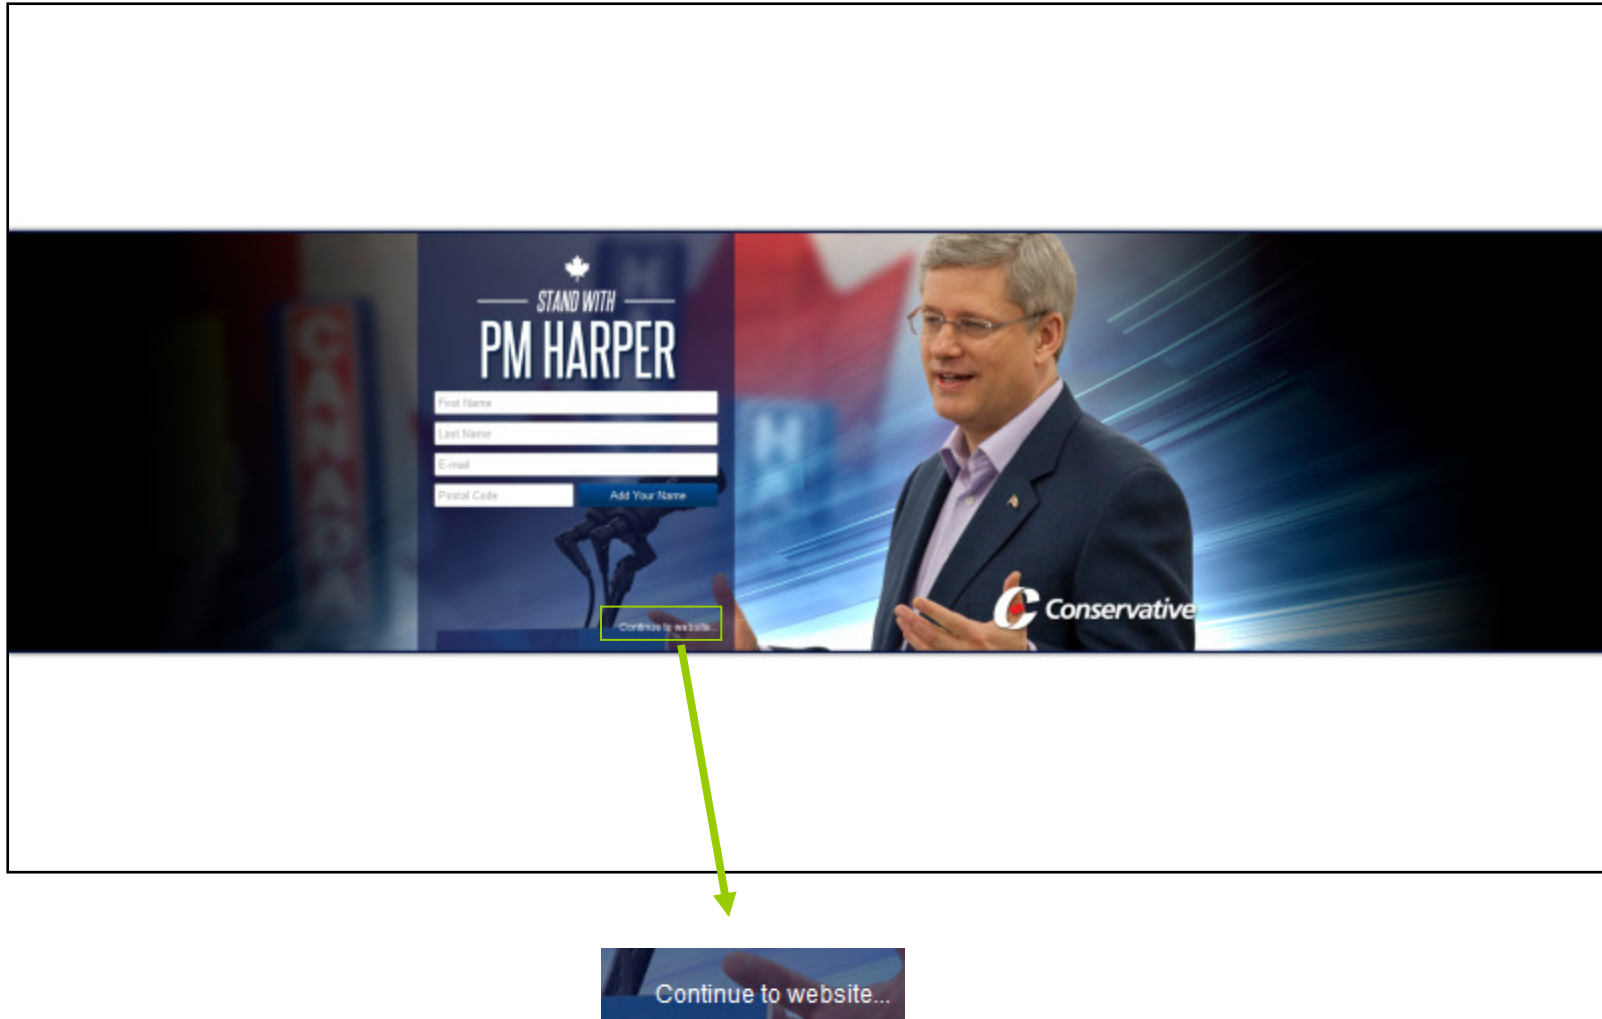 STAND WITH
PM HARPER
First Name
Last Name
E-mail
Postal Code
Add Your Name
Continue to website...
Conservative
CANADA
H
H
Continue to website...